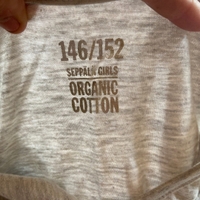 146/152
SEPPÄLÄ GIRLS
ORGANIC
COTTON